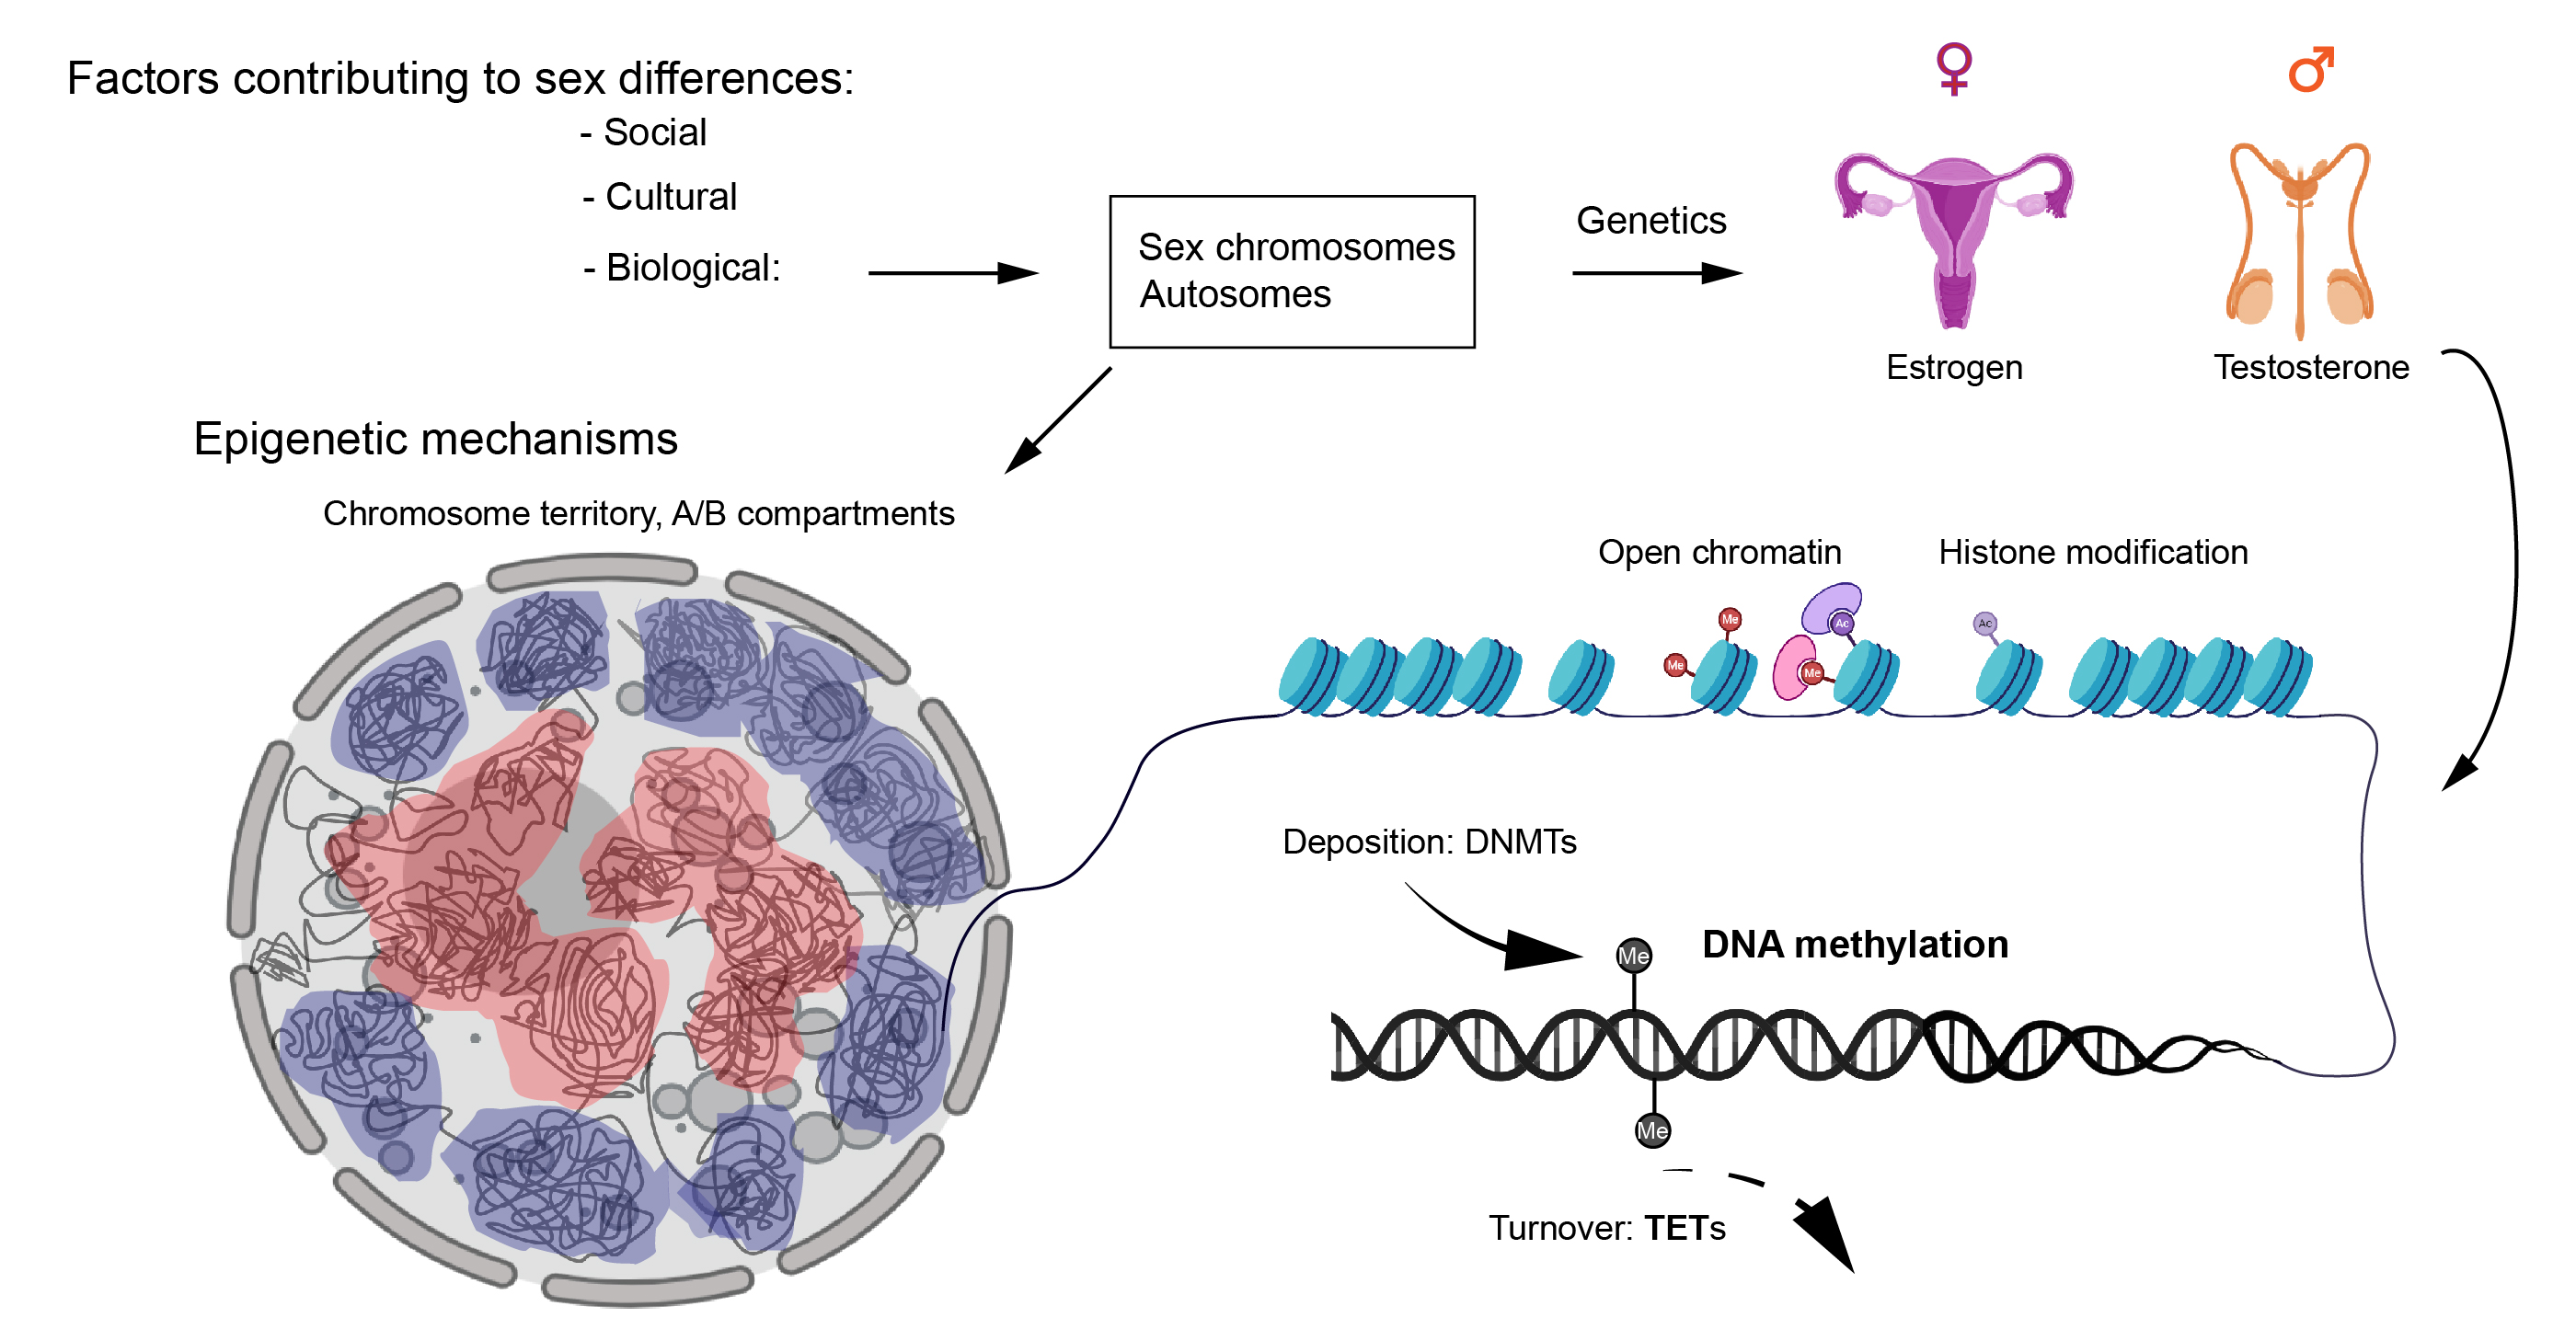 Factors contributing to sex differences:
- Social
- Cultural
- Biological:
Sex chromosomes
Autosomes
Genetics
♀
♂
Estrogen
Testosterone
Epigenetic mechanisms
Chromosome territory, A/B compartments
Open chromatin
Histone modification
Me
Me
Ac
Me
Ac
Deposition: DNMTs
DNA methylation
Me
Me
Turnover: TETs